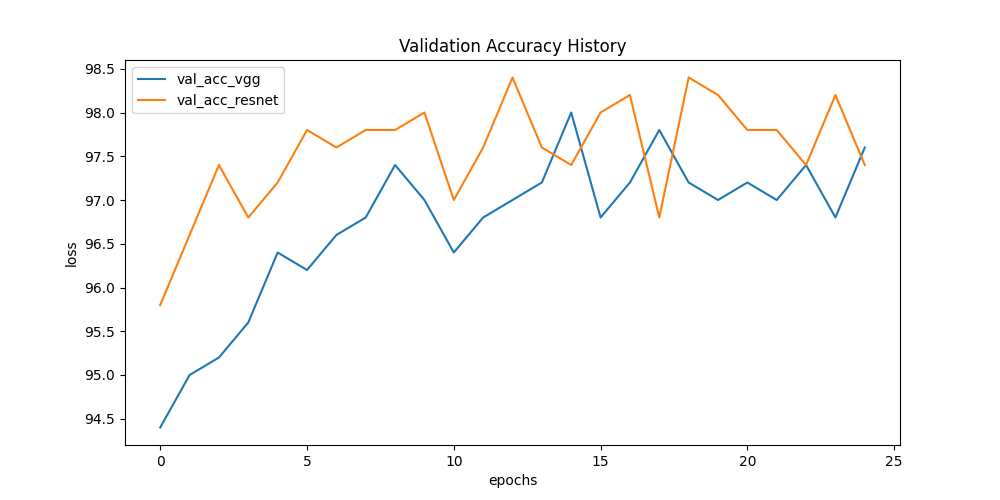 Validation Accuracy History
val_acc_vgg
val_acc_resnet
98.5
98.0
97.5
97.0
96.5
96.0
95.5
95.0
94.5
loss
0 5 10 15 20 25
epochs